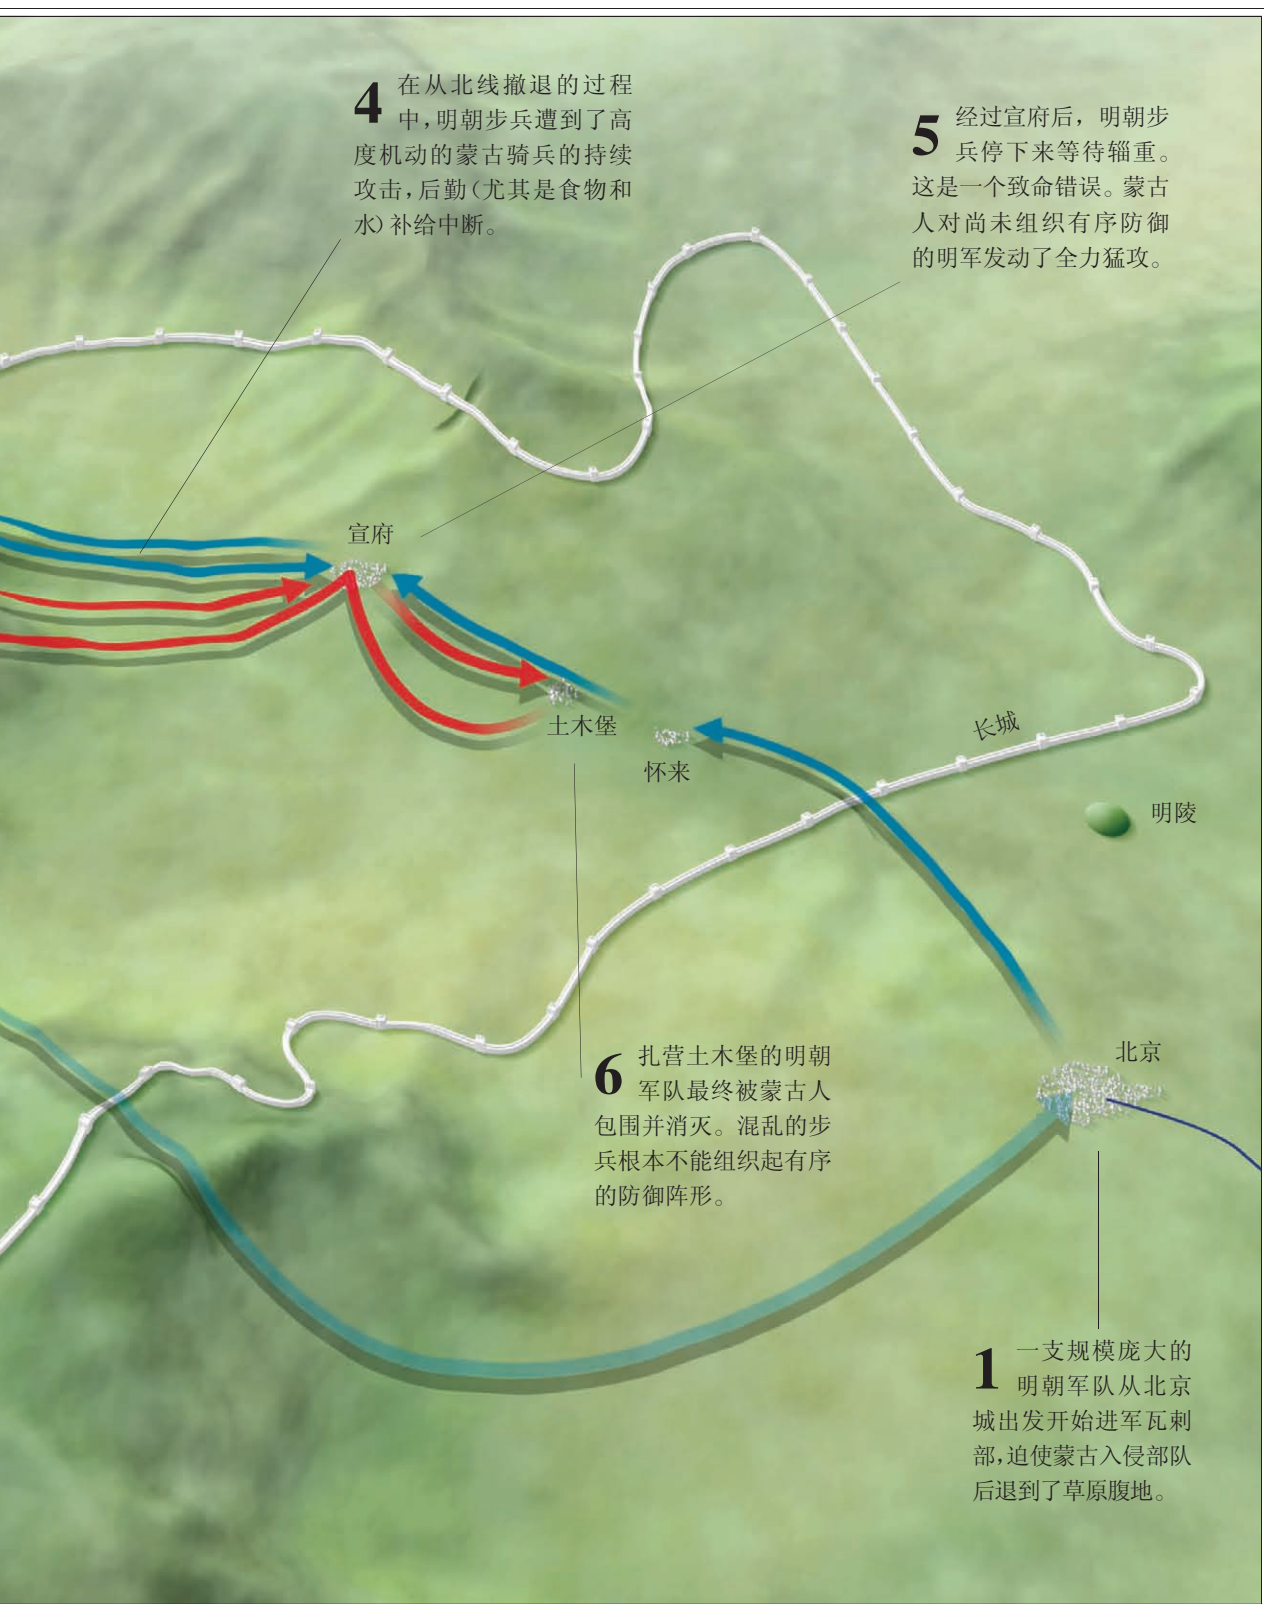 4 在从北线撤退的过程
中，明朝步兵遭到了高
度机动的蒙古骑兵的持续
攻击，后勤（尤其是食物和
水）补给中断。
5 经过宣府后，明朝步
兵停下来等待辎重。
这是一个致命错误。蒙古
人对尚未组织有序防御
的明军发动了全力猛攻。
宣府
土木堡
怀来
长城
明陵
北京
6 扎营土木堡的明朝
军队最终被蒙古人
包围并消灭。混乱的步
兵根本不能组织起有序
的防御阵形。
1 一支规模庞大的
明朝军队从北京
城出发开始进军瓦剌
部，迫使蒙古入侵部队
后退到了草原腹地。